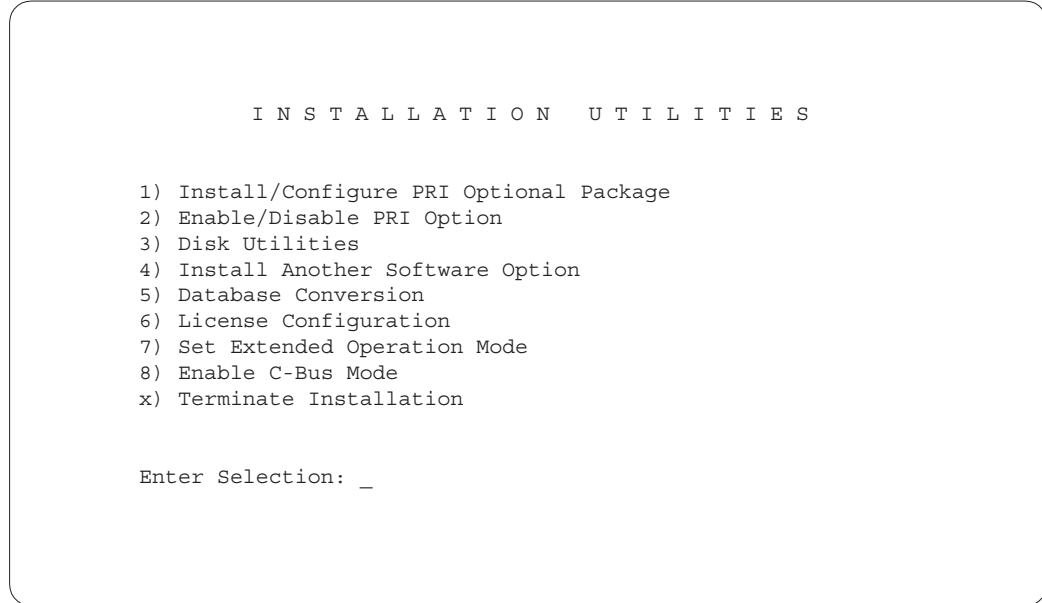 I N S T A L L A T I O N   U T I L I T I E S
1) Install/Configure PRI Optional Package
2) Enable/Disable PRI Option
3) Disk Utilities
4) Install Another Software Option
5) Database Conversion
6) License Configuration
7) Set Extended Operation Mode
8) Enable C-Bus Mode
x) Terminate Installation
Enter Selection: _